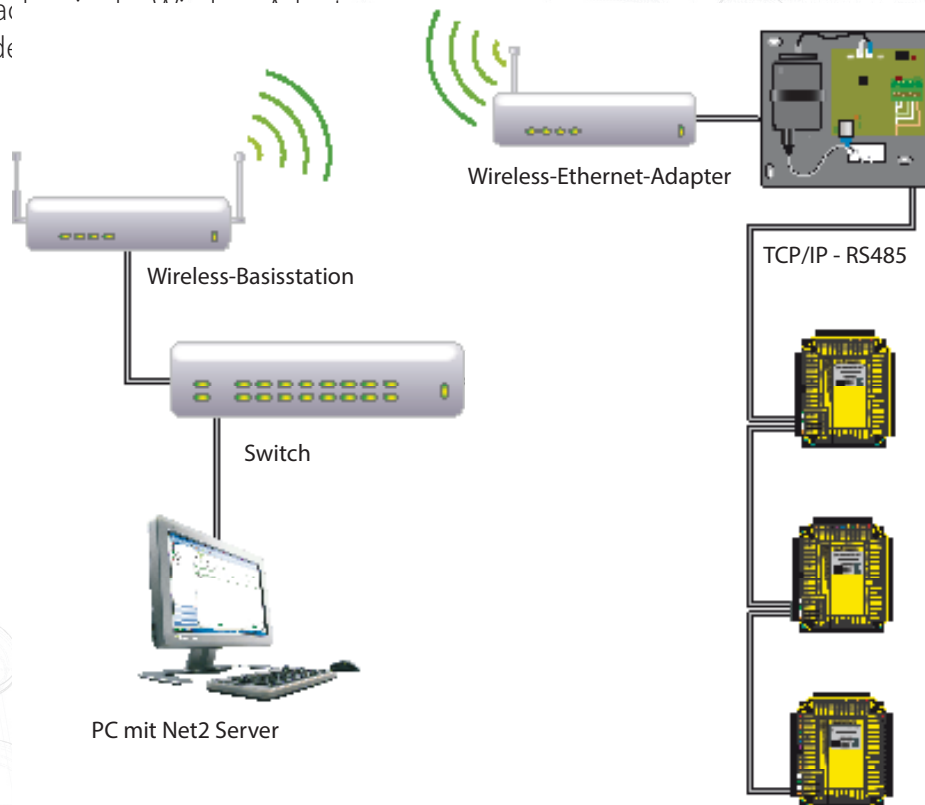 Wireless-Ethernet-Adapter
TCP/IP - RS485
Wireless-Basisstation
Switch
PC mit Net2 Server